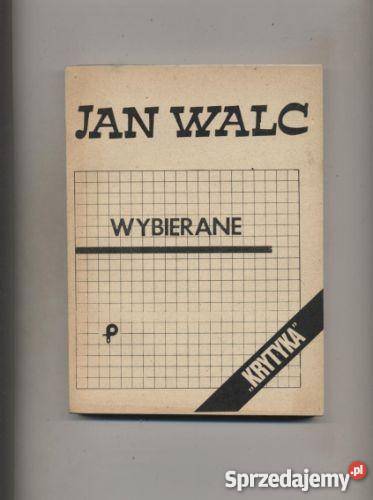 JAN WALC
WYBIERANE
„KRYTYKA"
Sprzedajemy.pl